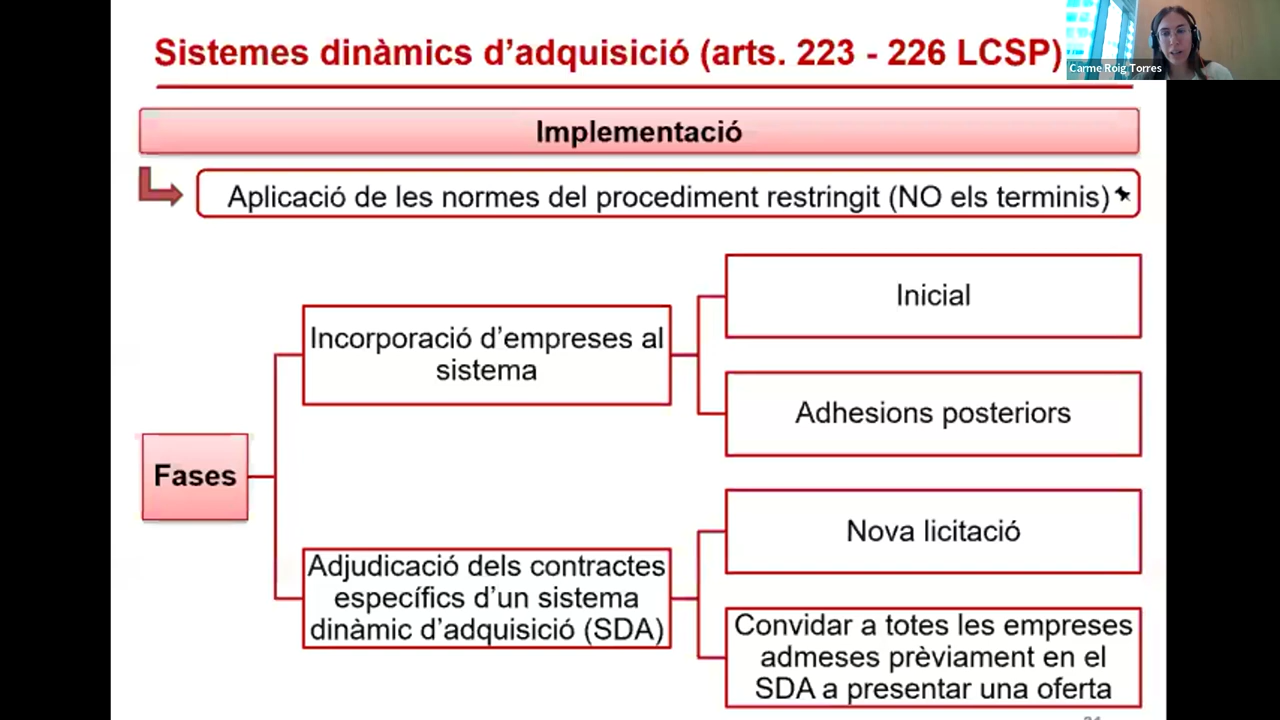 Sistemes dinàmics d’adquisició (arts. 223 - 226 LCSP)
Carme Roig Torres
Implementació
Aplicació de les normes del procediment restringit (NO els terminis)
Inicial
Incorporació d’empreses al
sistema
Adhesions posteriors
Fases
Nova licitació
Adjudicació dels contractes
específics d’un sistema
dinàmic d’adquisició (SDA)
Convidar a totes les empreses
admeses prèviament en el
SDA a presentar una oferta